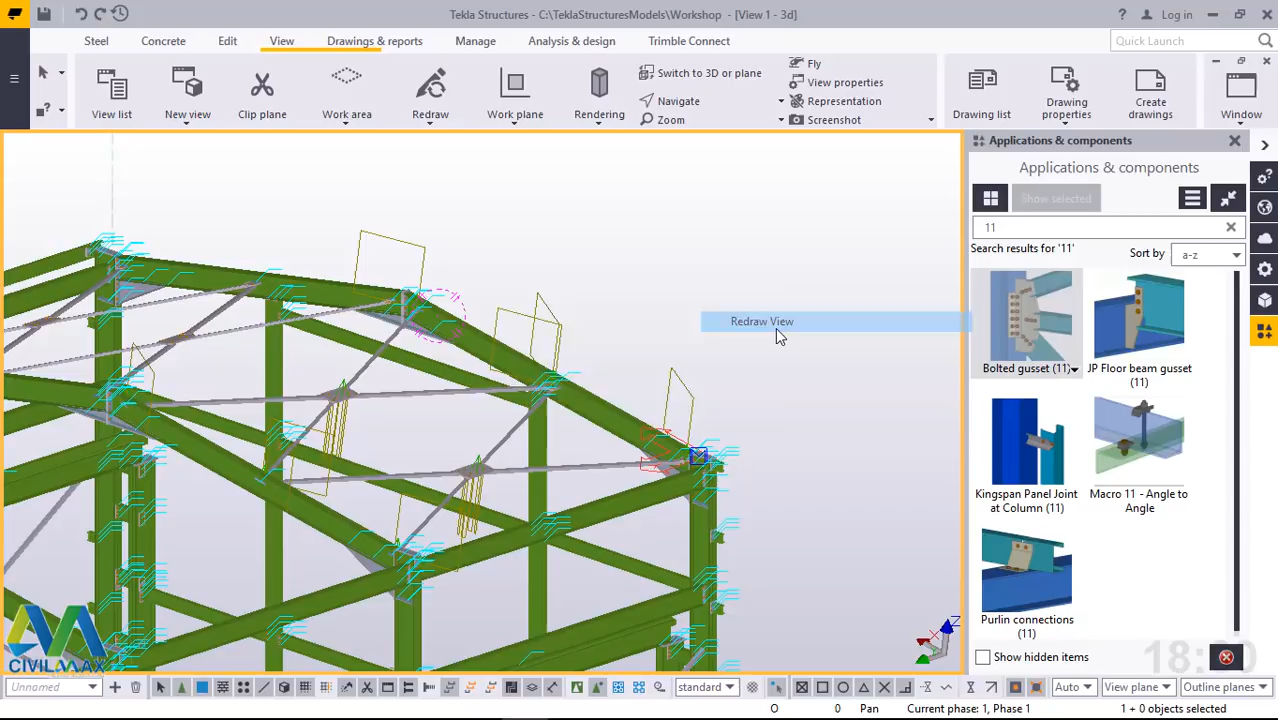 Tekla Structures - C:\TeklaStructuresModels\Workshop - [View 1 - 3d]
Log in
Steel
Concrete
Edit
View
Drawings & reports
Manage
Analysis & design
Trimble Connect
Quick Launch
View list
New view
Clip plane
Work area
Redraw
Work plane
Rendering
Switch to 3D or plane
Navigate
Zoom
Fly
View properties
Representation
Screenshot
Drawing list
Drawing properties
Create drawings
Window
Applications & components
Applications & components
Show selected
11
Search results for '11'
Sort by
a-z
Redraw View
Bolted gusset (11)
JP Floor beam gusset (11)
Kingspan Panel Joint at Column (11)
Macro 11 - Angle to Angle
Purlin connections (11)
Show hidden items
CIVILMAX
Z
Unnamed
standard
Auto
View plane
Outline planes
O
0
Pan
Current phase: 1, Phase 1
1 + 0 objects selected